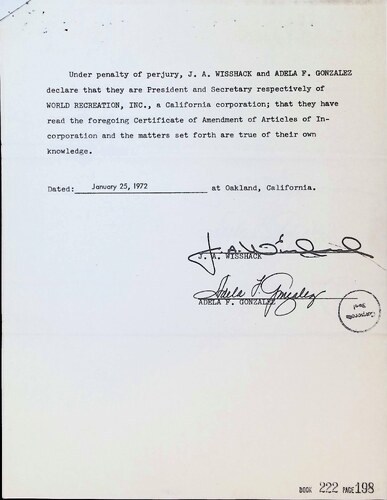 Under penalty of perjury, J. A. WISSHACK and ADELA F. GONZALEZ
declare that they are President and Secretary respectively of
WORLD RECREATION, INC., a California corporation; that they have
read the foregoing Certificate of Amendment of Articles of In-
corporation and the matters set forth are true of their own
knowledge.
Dated: January 25, 1972 at Oakland, California.
J. A. Wisshack
J. A. WISSHACK
Adela F. Gonzalez
ADELA F. GONZALEZ
Corporate
Seal
BOOK 222 PAGE 198